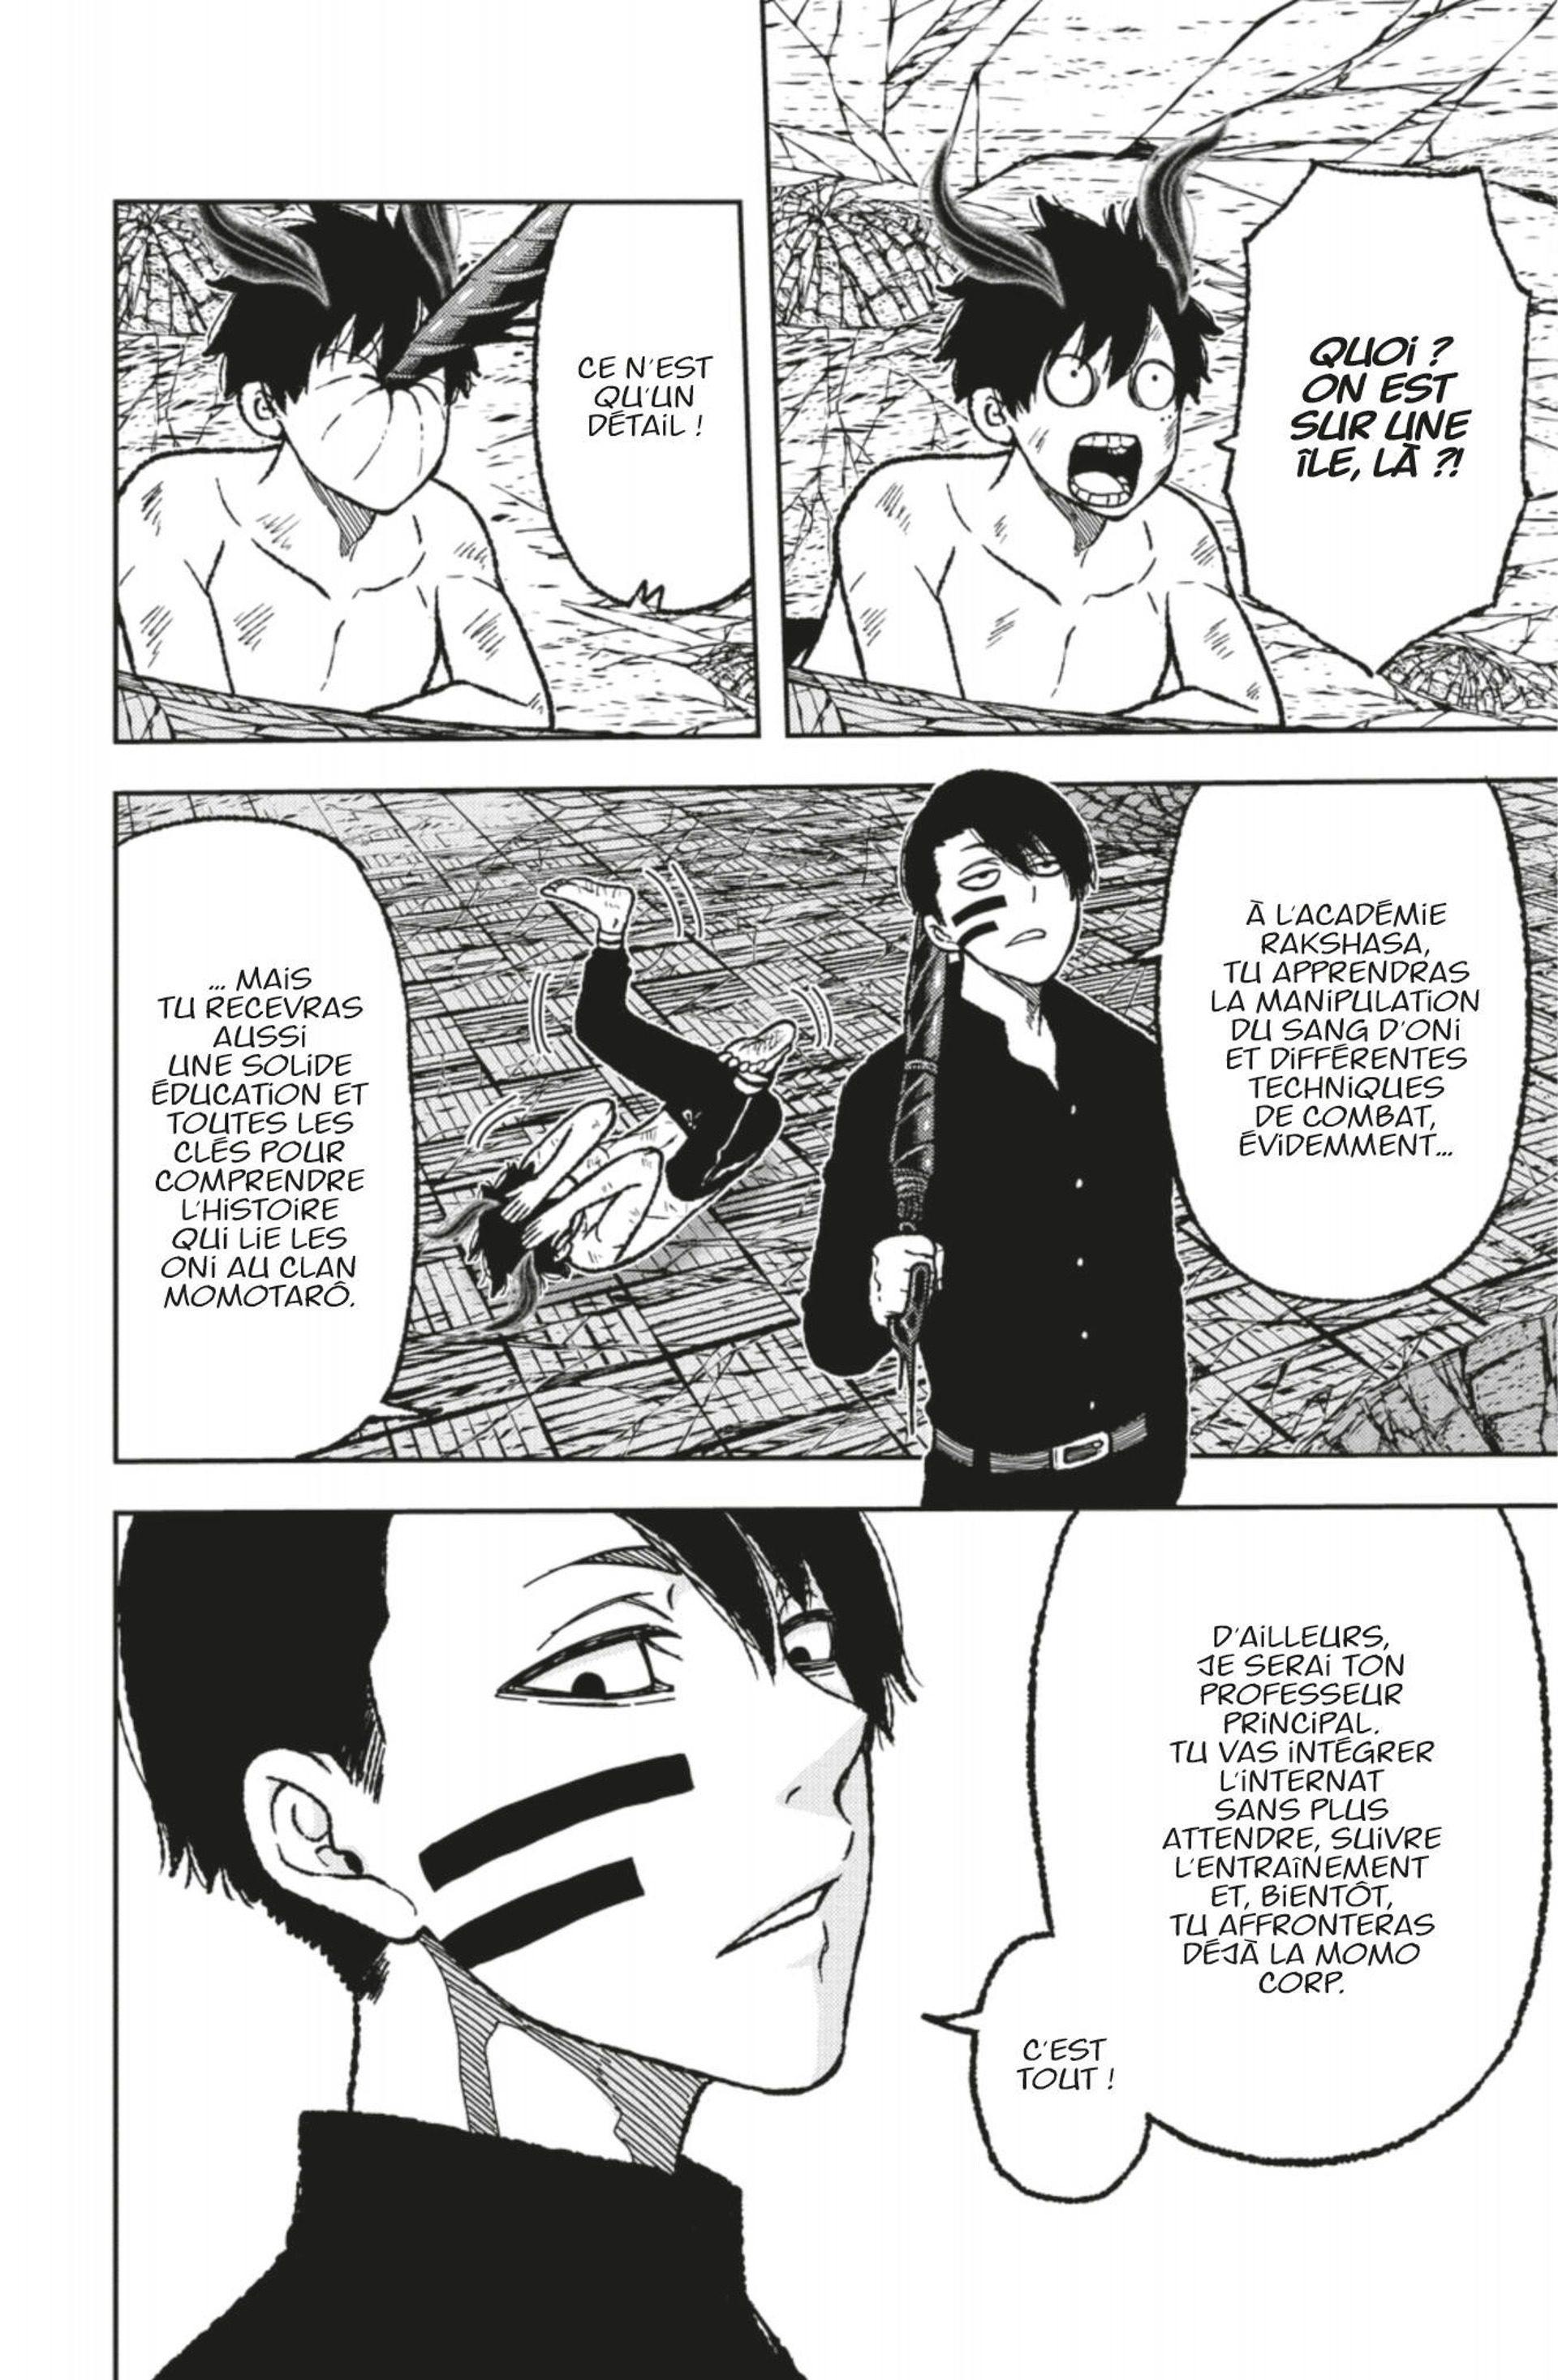 QUOI ?
ON EST
SUR UNE
ÎLE, LÀ ?!
CE N'EST
QU'UN
DÉTAIL !
À L'ACADÉMIE
RAKSHASA,
TU APPRENDRAS
LA MANIPULATION
DU SANG D'ONI
ET DIFFÉRENTES
TECHNIQUES
DE COMBAT,
ÉVIDEMMENT...
... MAIS
TU RECEVRAS
AUSSI
UNE SOLIDE
ÉDUCATION ET
TOUTES LES
CLÉS POUR
COMPRENDRE
L'HISTOIRE
QUI LIE LES
ONI AU CLAN
MOMOTARÔ.
D'AILLEURS,
JE SERAI TON
PROFESSEUR
PRINCIPAL.
TU VAS INTÉGRER
L'INTERNAT
SANS PLUS
ATTENDRE, SUIVRE
L'ENTRAÎNEMENT
ET, BIENTÔT,
TU AFFRONTERAS
DÉJÀ LA MOMO
CORP.
C'EST
TOUT !